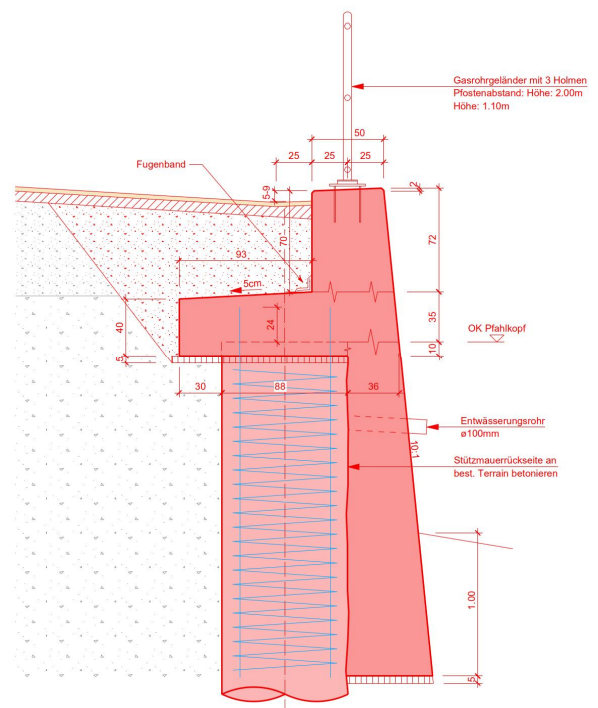 Gasrohrgeländer mit 3 Holmen
Pfostenabstand: Höhe: 2.00m
Höhe: 1.10m
50
25
25
25
Fugenband
5-9
2
70
72
93
5cm
40
24
35
OK Pfahlkopf
10
5
30
88
36
Entwässerungsrohr
ø100mm
10:1
Stützmauerrückseite an
best. Terrain betonieren
1.00
5